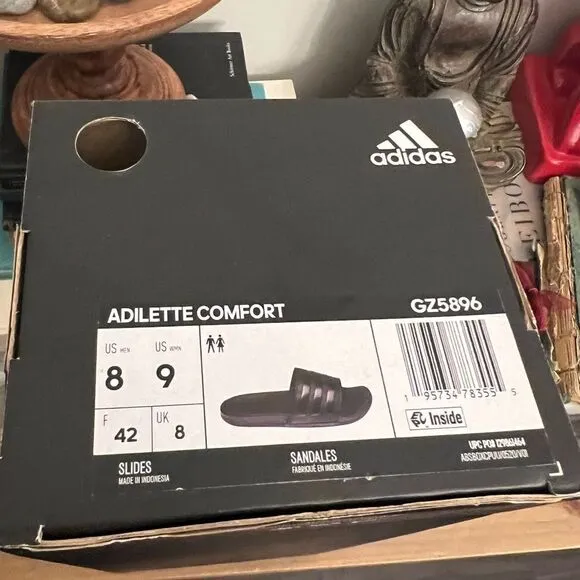 adidas
ADILETTE COMFORT
GZ5896
US MEN
8
US WMN
9
F
42
UK
8
1 95734 78355 5
Inside
SLIDES
MADE IN INDONESIA
SANDALES
FABRIQUÉ EN INDONÉSIE